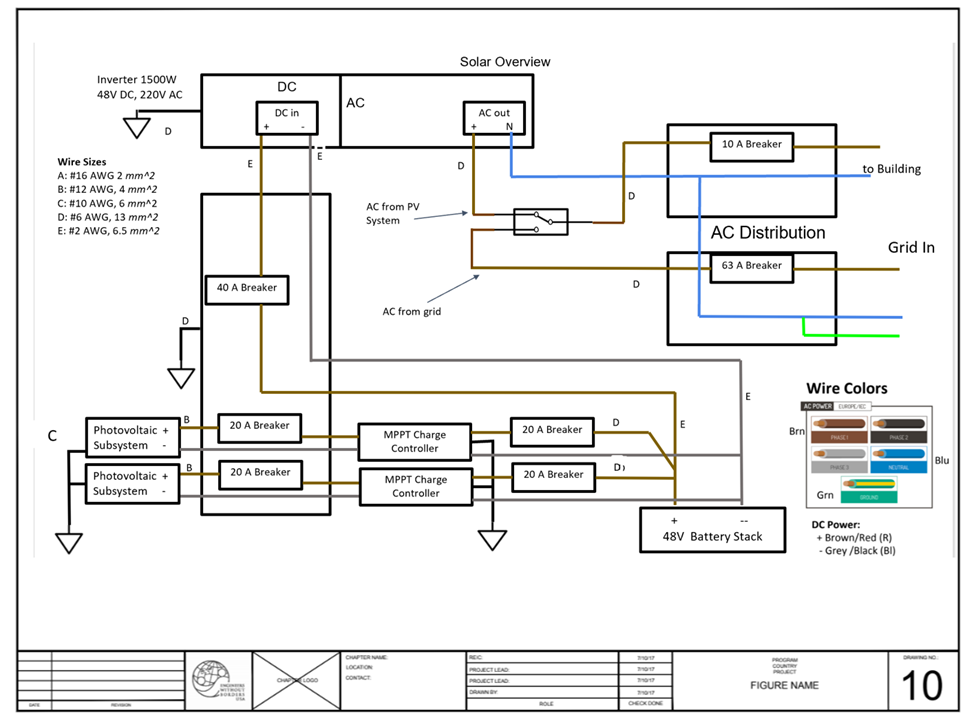 Solar Overview
Inverter 1500W
48V DC, 220V AC
D
DC
AC
DC in
+ -
AC out
+ N
E
E
D
Wire Sizes
A: #16 AWG 2 mm^2
B: #12 AWG, 4 mm^2
C: #10 AWG, 6 mm^2
D: #6 AWG, 13 mm^2
E: #2 AWG, 6.5 mm^2
10 A Breaker
to Building
D
AC from PV
System
AC Distribution
Grid In
63 A Breaker
D
AC from grid
40 A Breaker
D
E
E
C
Photovoltaic +
Subsystem -
B
20 A Breaker
MPPT Charge
Controller
20 A Breaker
D
Photovoltaic +
Subsystem -
B
20 A Breaker
MPPT Charge
Controller
20 A Breaker
D)
+ --
48V Battery Stack
Wire Colors
AC POWER EUROPE/IEC
Brn
PHASE 1
PHASE 2
PHASE 3
NEUTRAL
Blu
Grn
GROUND
DC Power:
+ Brown/Red (R)
- Grey /Black (Bl)
DATE
REVISION
ENGINEERS
WITHOUT
BORDERS
USA
CHAPTER LOGO
CHAPTER NAME:
LOCATION:
CONTACT:
REIC:
7/10/17
PROJECT LEAD:
7/10/17
PROJECT LEAD:
7/10/17
DRAWN BY:
7/10/17
ROLE
CHECK DONE
PROGRAM
COUNTRY
PROJECT
FIGURE NAME
DRAWING NO.:
10